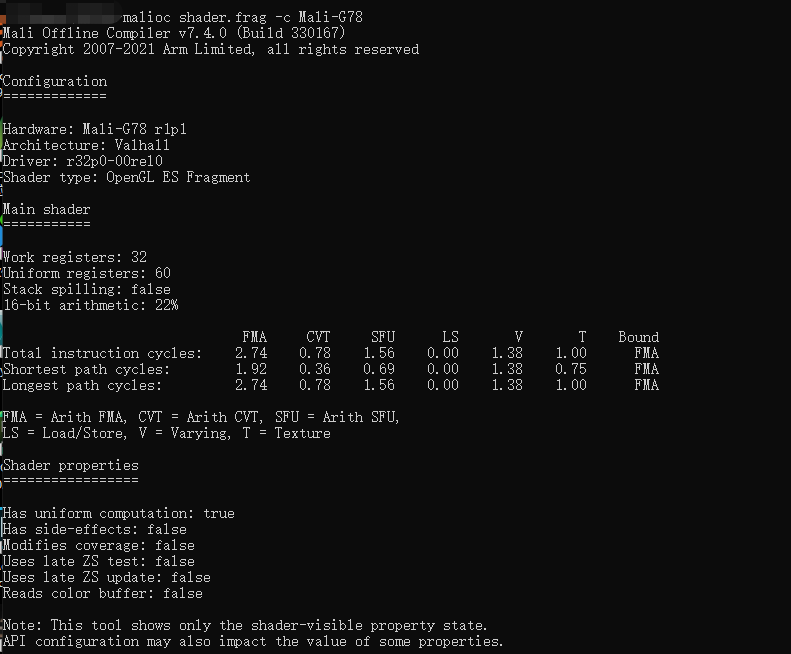 malioc shader.frag -c Mali-G78
Mali Offline Compiler v7.4.0 (Build 330167)
Copyright 2007-2021 Arm Limited, all rights reserved
Configuration
=============
Hardware: Mali-G78 r1p1
Architecture: Valhall
Driver: r32p0-00rel0
Shader type: OpenGL ES Fragment
Main shader
===========
Work registers: 32
Uniform registers: 60
Stack spilling: false
16-bit arithmetic: 22%
FMA CVT SFU LS V T Bound
Total instruction cycles: 2.74 0.78 1.56 0.00 1.38 1.00 FMA
Shortest path cycles: 1.92 0.36 0.69 0.00 1.38 0.75 FMA
Longest path cycles: 2.74 0.78 1.56 0.00 1.38 1.00 FMA
FMA = Arith FMA, CVT = Arith CVT, SFU = Arith SFU,
LS = Load/Store, V = Varying, T = Texture
Shader properties
=================
Has uniform computation: true
Has side-effects: false
Modifies coverage: false
Uses late ZS test: false
Uses late ZS update: false
Reads color buffer: false
Note: This tool shows only the shader-visible property state.
API configuration may also impact the value of some properties.